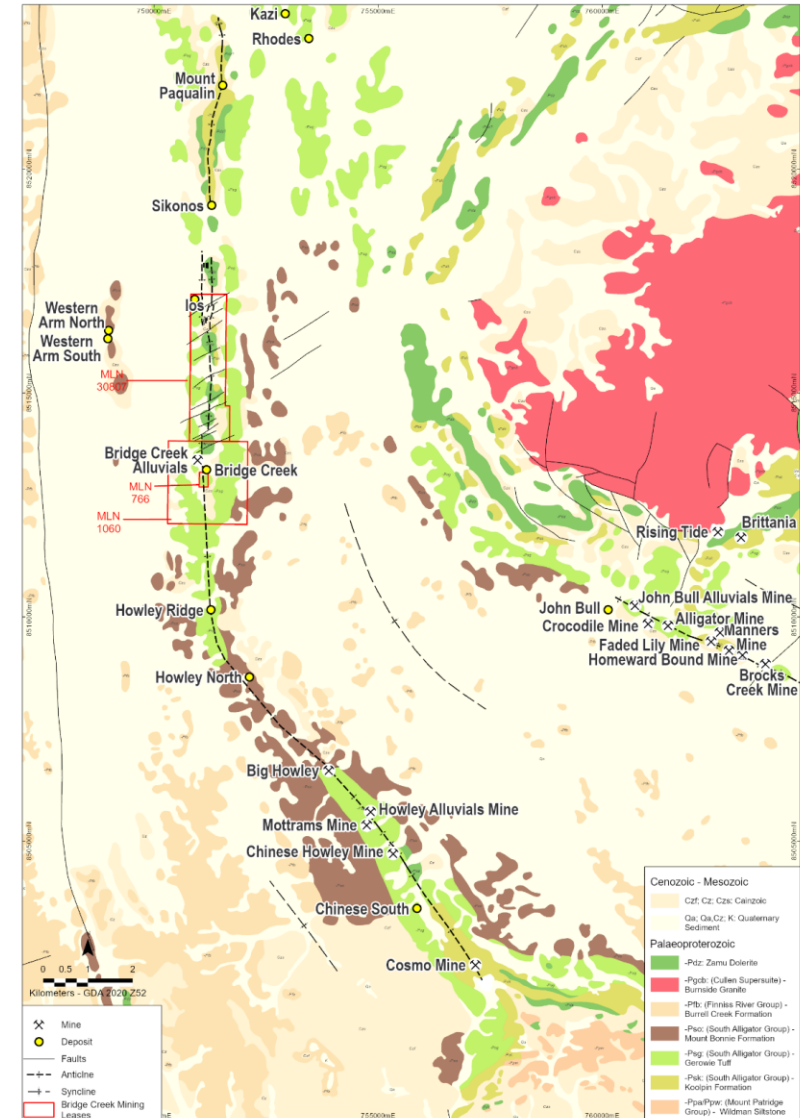 750000mE
755000mE
760000mE
Kazi
Rhodes
Mount
Paqualin
8520000mN
Sikonos
Ios
Western
Arm North
Western
Arm South
MLN
30807
8515000mN
Bridge Creek
Alluvials
Bridge Creek
MLN
766
MLN
1060
Rising Tide
Brittania
Howley Ridge
John Bull
John Bull Alluvials Mine
Crocodile Mine
Alligator Mine
Manners
Mine
Faded Lily Mine
Homeward Bound Mine
Brocks
Creek Mine
8510000mN
Howley North
Big Howley
Howley Alluvials Mine
Mottrams Mine
Chinese Howley Mine
8505000mN
Chinese South
Cosmo Mine
0 0.5 1 2
Kilometers - GDA 2020 Z52
Mine
Deposit
Faults
Anticlne
Syncline
Bridge Creek Mining
Leases
Cenozoic - Mesozoic
Czf; Cz; Czs: Cainzoic
Qa; Qa,Cz; K: Quaternary
Sediment
Palaeoproterozoic
-Pdz: Zamu Dolerite
-Pgcb: (Cullen Supersuite) -
Burnside Granite
-Pfb: (Finniss River Group) -
Burrell Creek Formation
-Pso: (South Alligator Group) -
Mount Bonnie Formation
-Psg: (South Alligator Group) -
Gerowie Tuff
-Psk: (South Alligator Group) -
Koolpin Formation
-Ppa/Ppw: (Mount Patridge
Group) - Wildman Siltstone
mE
755000mE
760000mE